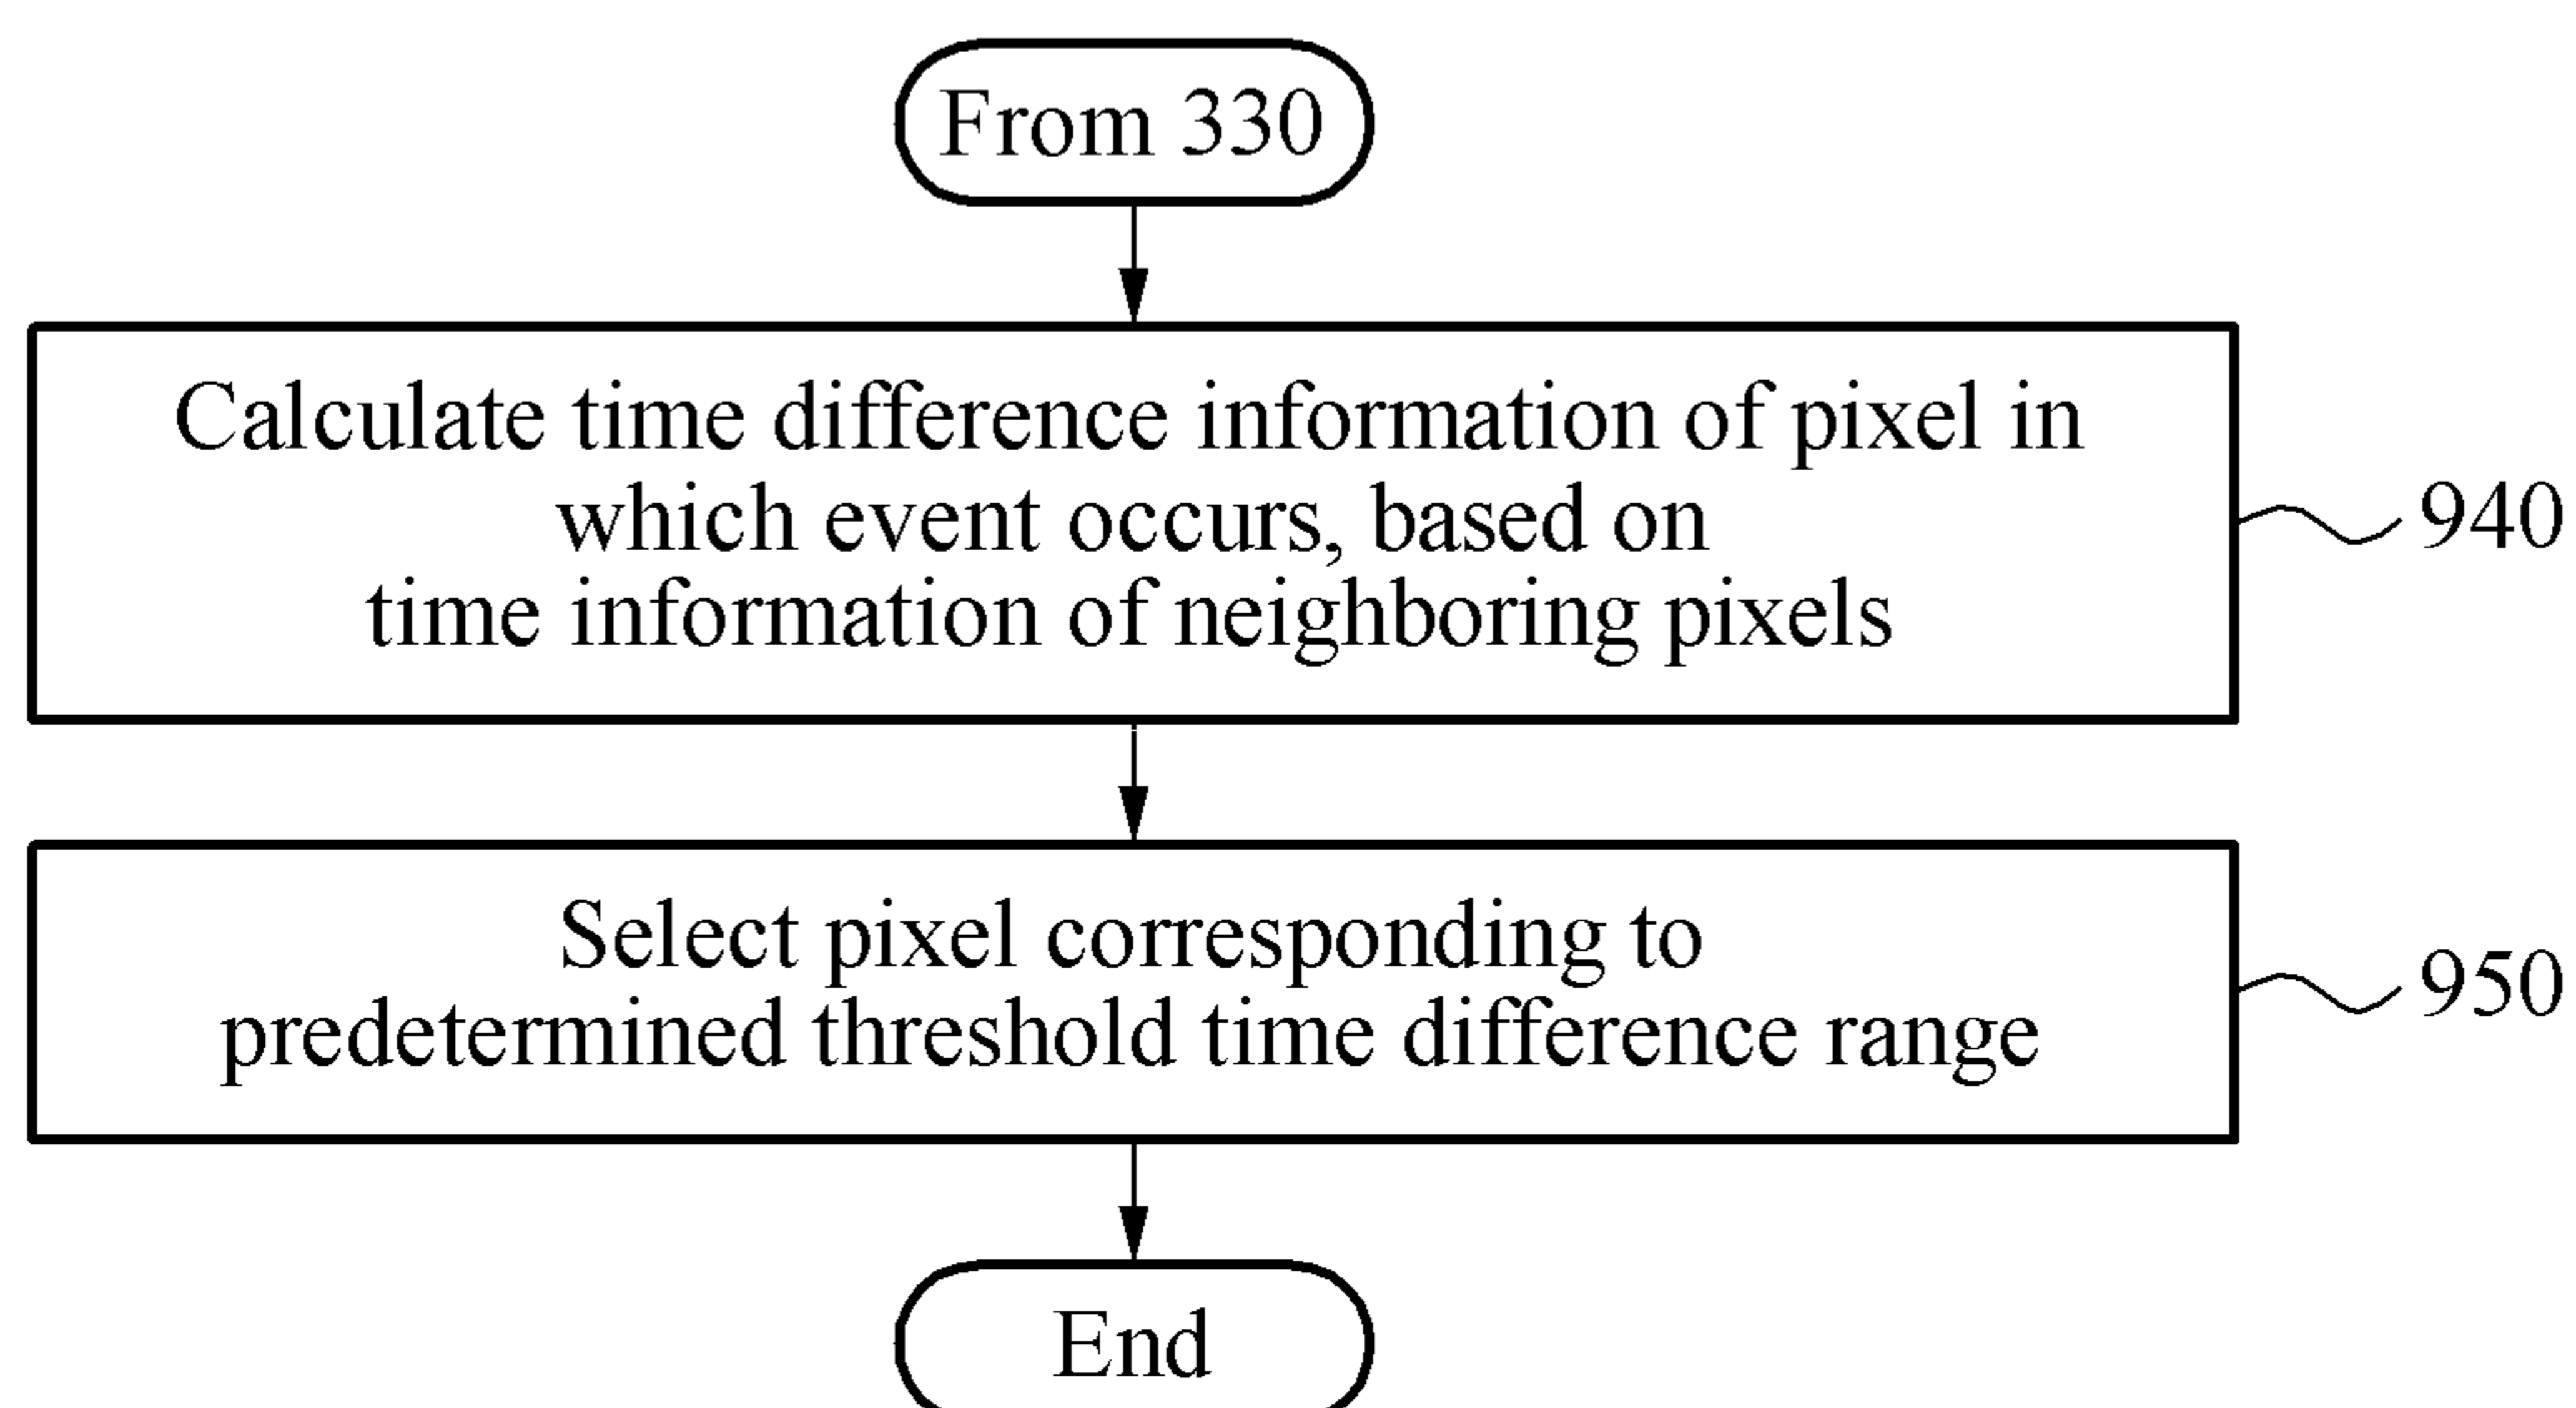 From 330
Calculate time difference information of pixel in
which event occurs, based on
time information of neighboring pixels
940
Select pixel corresponding to
predetermined threshold time difference range
950
End